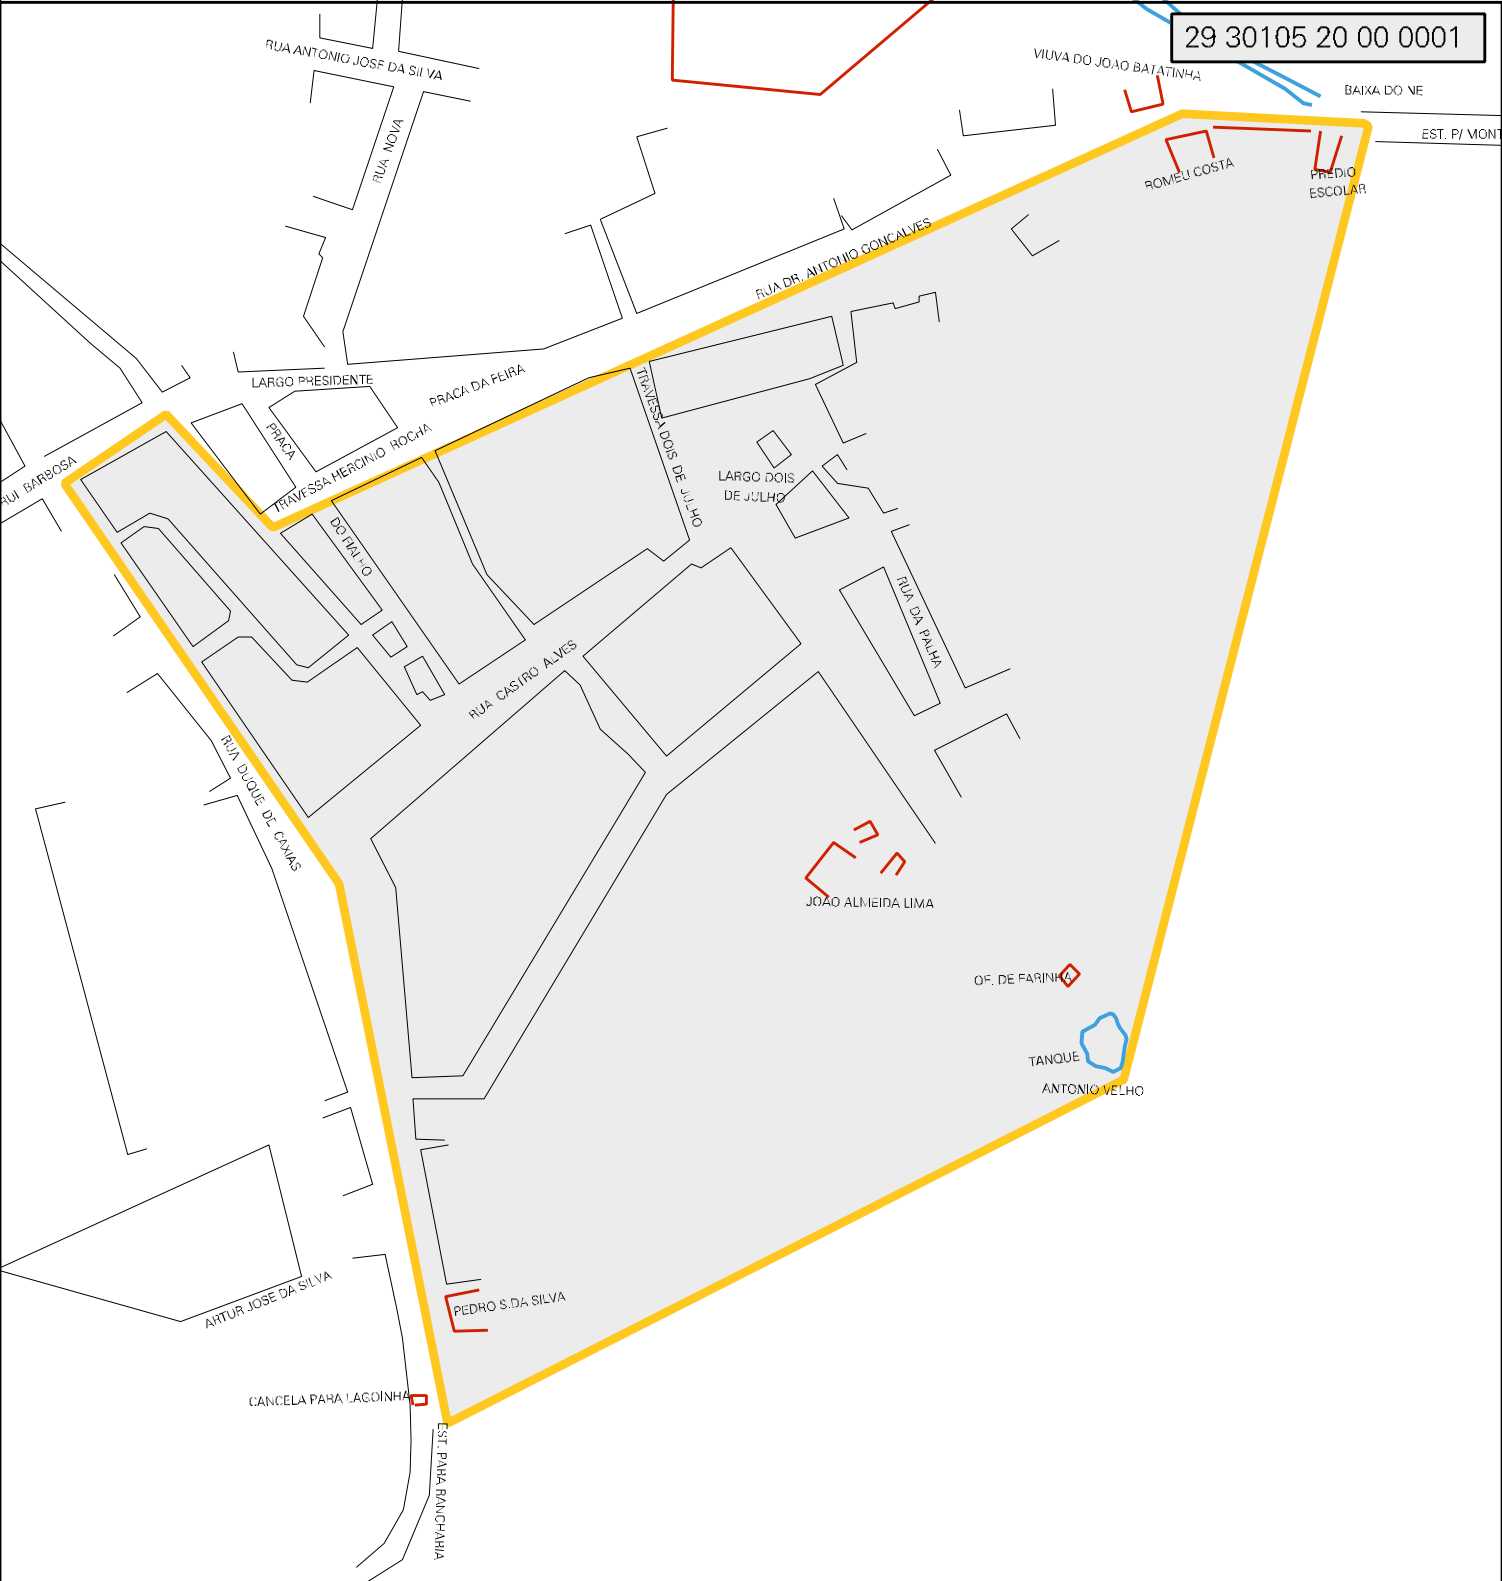 29 30105 20 00 0001
RUA ANTONIO JOSE DA SILVA
VIUVA DO JOAO BATATINHA
BAIXA DO NE
EST. P/ MONT
RUA NOVA
ROMEU COSTA
PREDIO
ESCOLAR
RUA DR. ANTONIO GONCALVES
LARGO PRESIDENTE
PRACA DA FEIRA
PRACA
TRAVESSA HERCINIO ROCHA
TRAVESSA DOIS DE JULHO
RUI BARBOSA
LARGO DOIS
DE JULHO
DO FIALHO
RUA DA PALHA
RUA CASTRO ALVES
RUA DUQUE DE CAXIAS
JOAO ALMEIDA LIMA
OF. DE FARINHA
TANQUE
ANTONIO VELHO
ARTUR JOSE DA SILVA
PEDRO S.DA SILVA
CANCELA PARA LAGOINHA
EST. PARA RANCHARIA